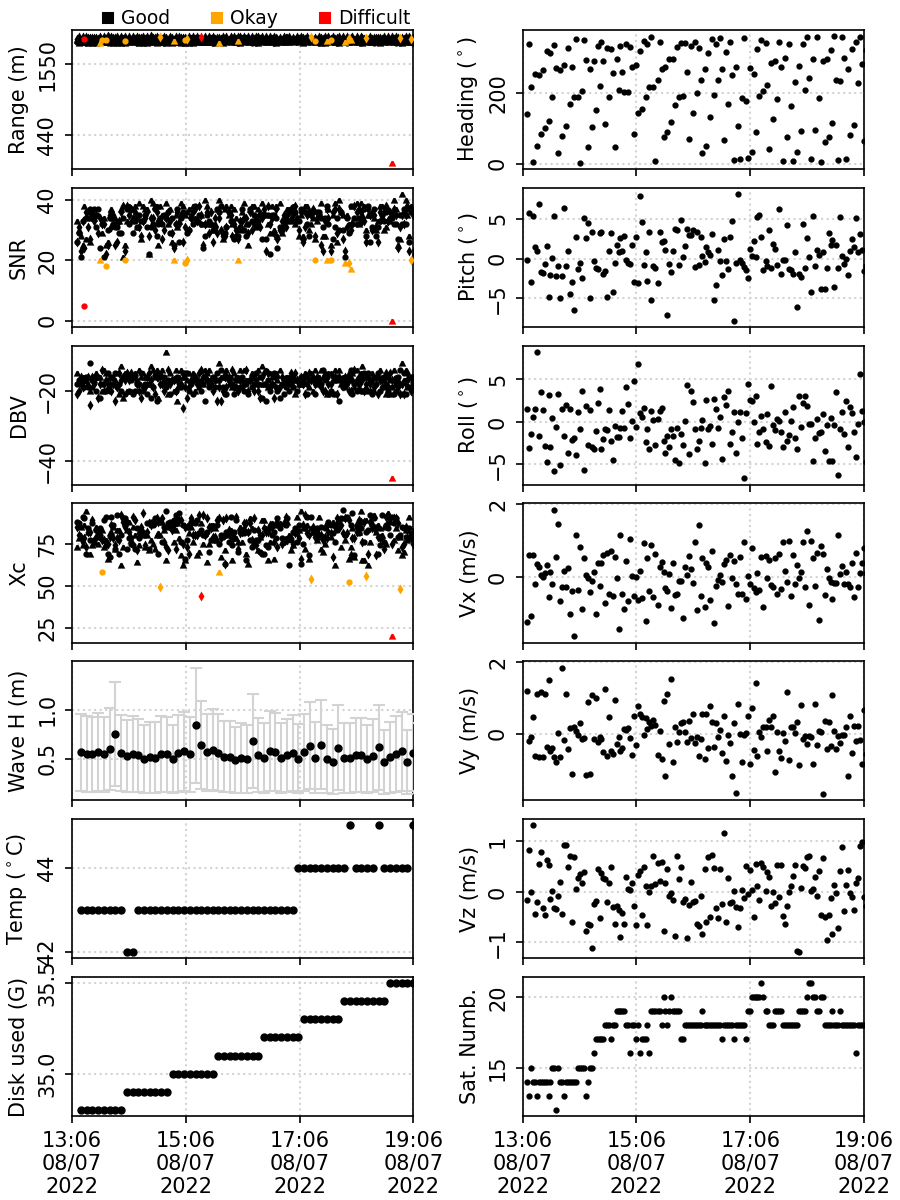 Good Okay Difficult
Range (m)
1550
440
Heading (°)
200
0
SNR
40
20
0
Pitch (°)
5
0
−5
DBV
−20
−40
Roll (°)
5
0
−5
Xc
75
50
25
Vx (m/s)
2
0
Wave H (m)
1.0
0.5
Vy (m/s)
2
0
Temp (°C)
44
42
Vz (m/s)
1
0
−1
Disk used (G)
35.5
35.0
Sat. Numb.
20
15
13:06 15:06 17:06 19:06
08/07 08/07 08/07 08/07
2022 2022 2022 2022
13:06 15:06 17:06 19:06
08/07 08/07 08/07 08/07
2022 2022 2022 2022